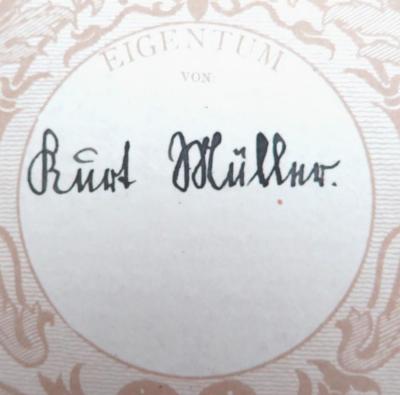 EIGENTUM
VON:
Kurt Müller.